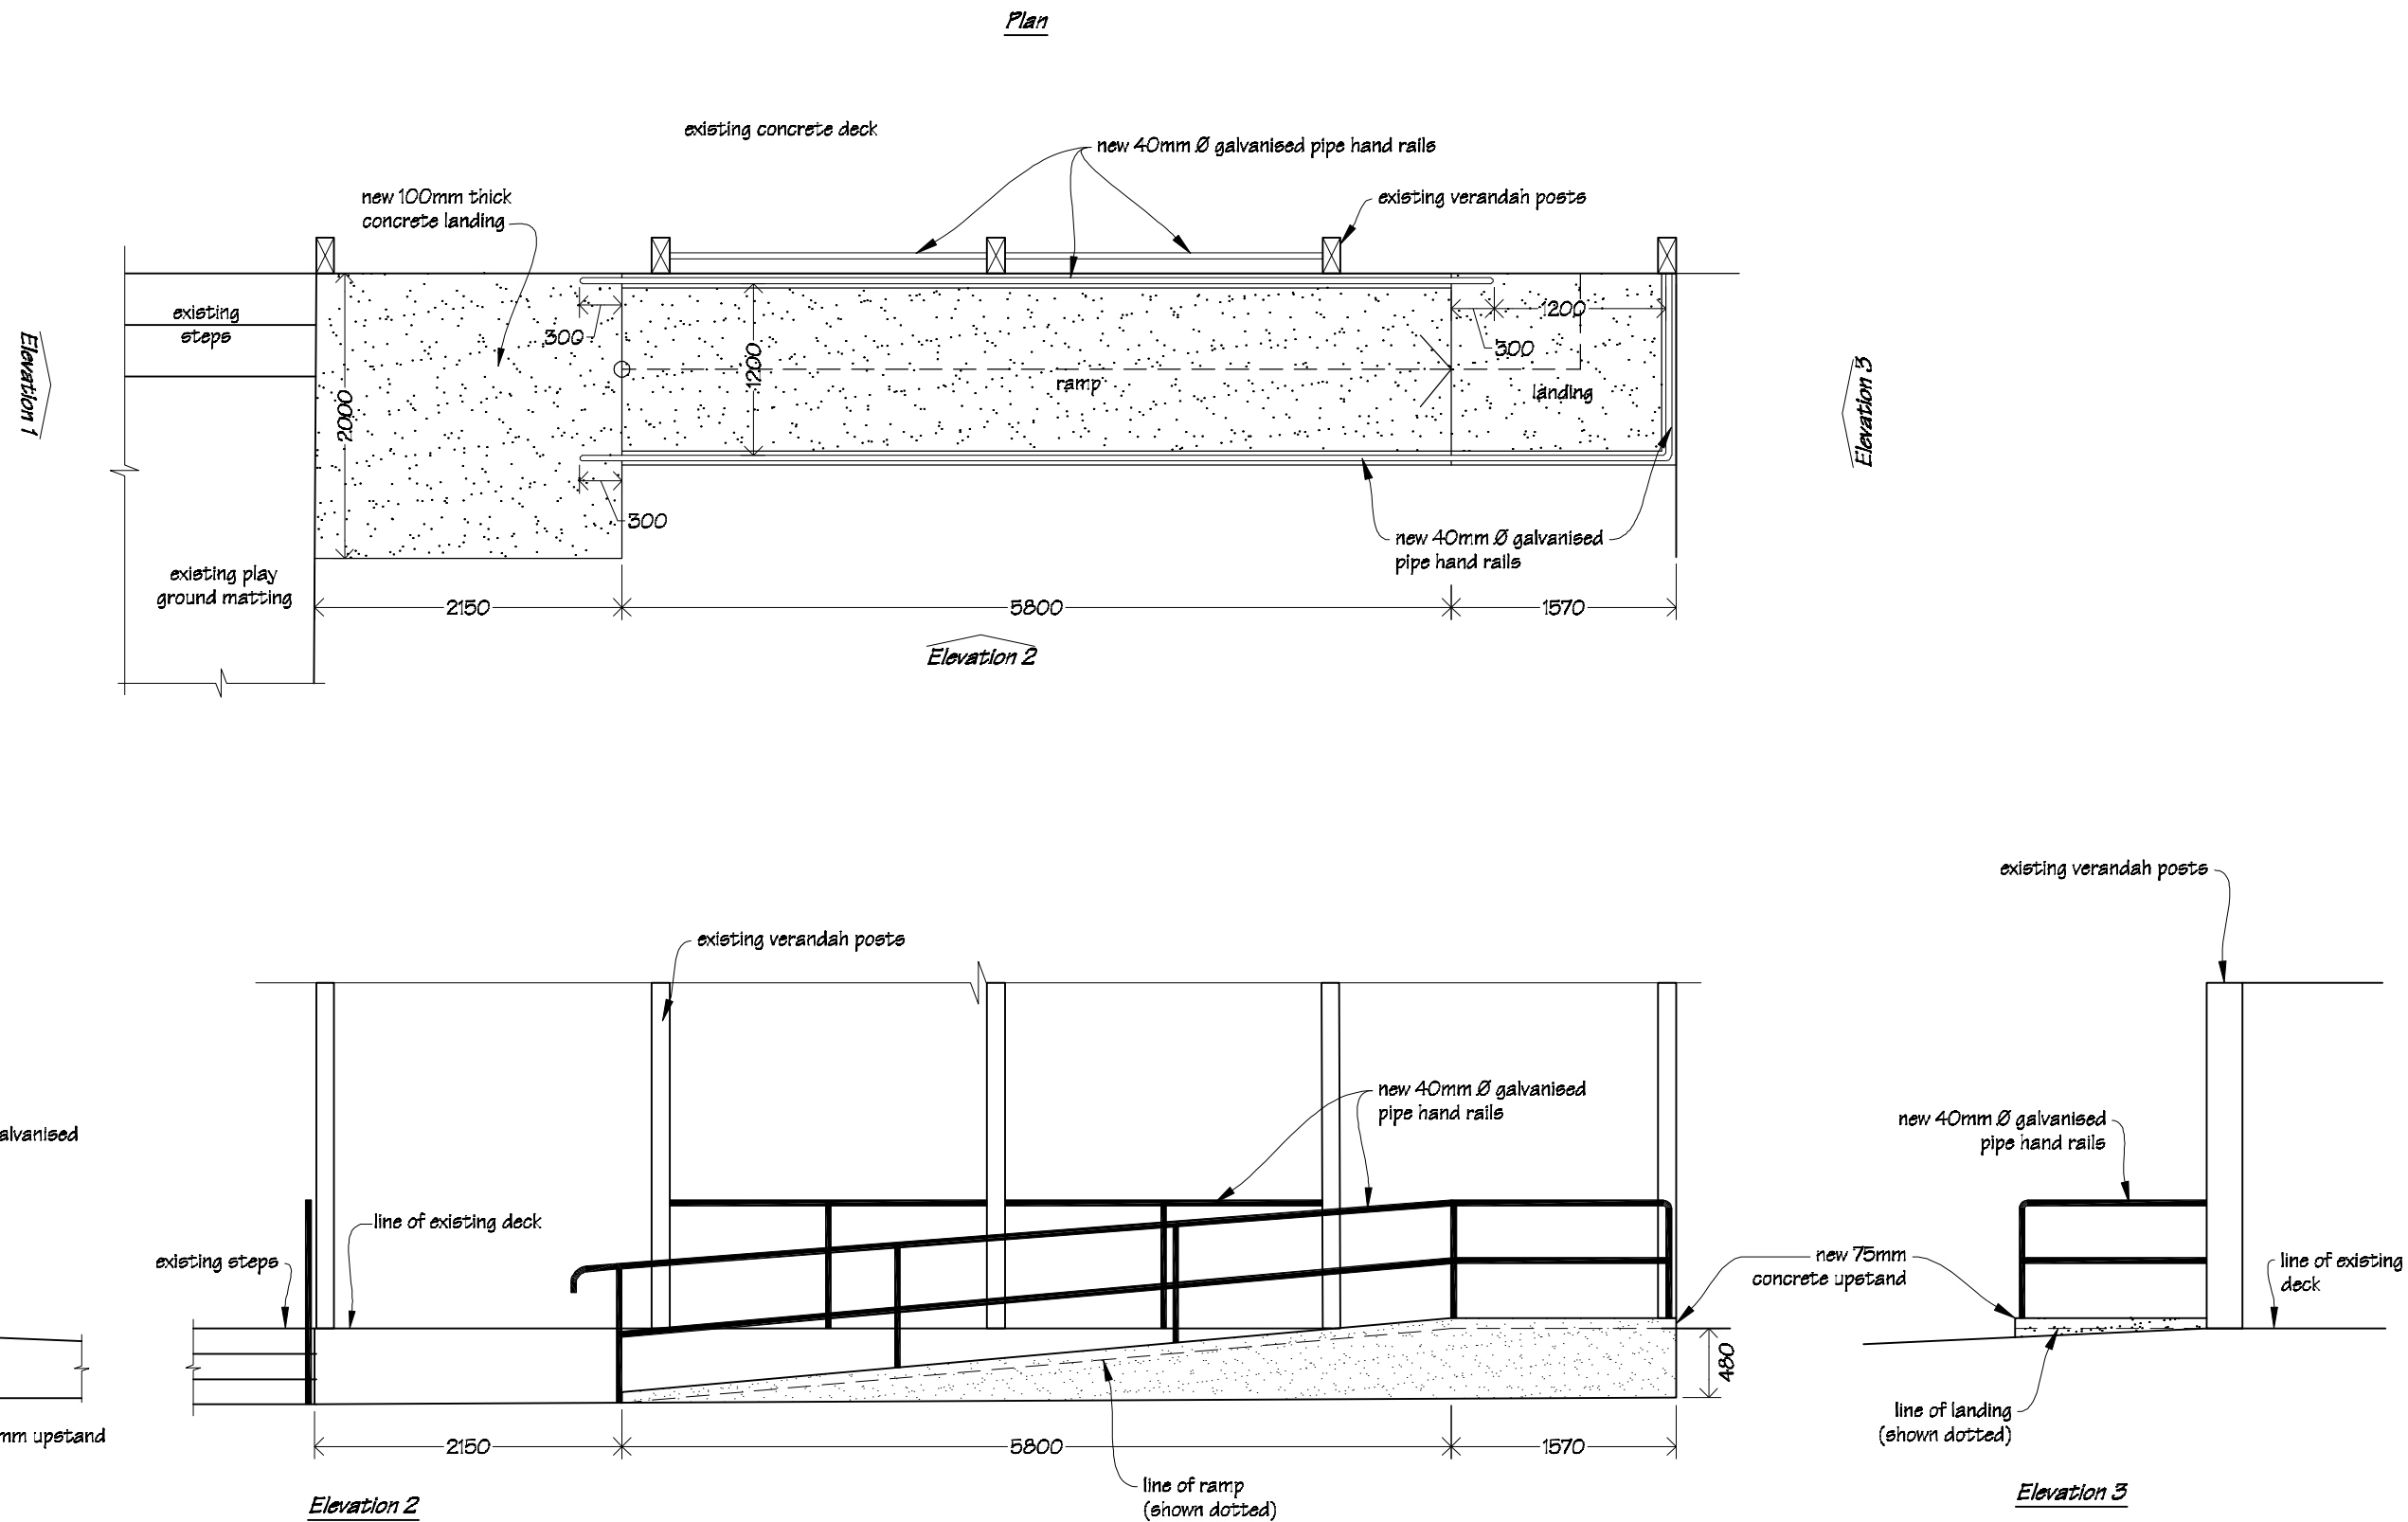 Plan
existing concrete deck
new 40mm Ø galvanised pipe hand rails
new 100mm thick
concrete landing
existing verandah posts
existing
steps
300
1200
1200
300
2000
ramp
landing
Elevation 1
Elevation 3
300
new 40mm Ø galvanised
pipe hand rails
existing play
ground matting
2150
5800
1570
Elevation 2
existing verandah posts
existing verandah posts
new 40mm Ø galvanised
pipe hand rails
new 40mm Ø galvanised
pipe hand rails
alvanised
line of existing deck
existing steps
new 75mm
concrete upstand
line of existing
deck
480
line of landing
(shown dotted)
mm upstand
2150
5800
1570
line of ramp
(shown dotted)
Elevation 2
Elevation 3